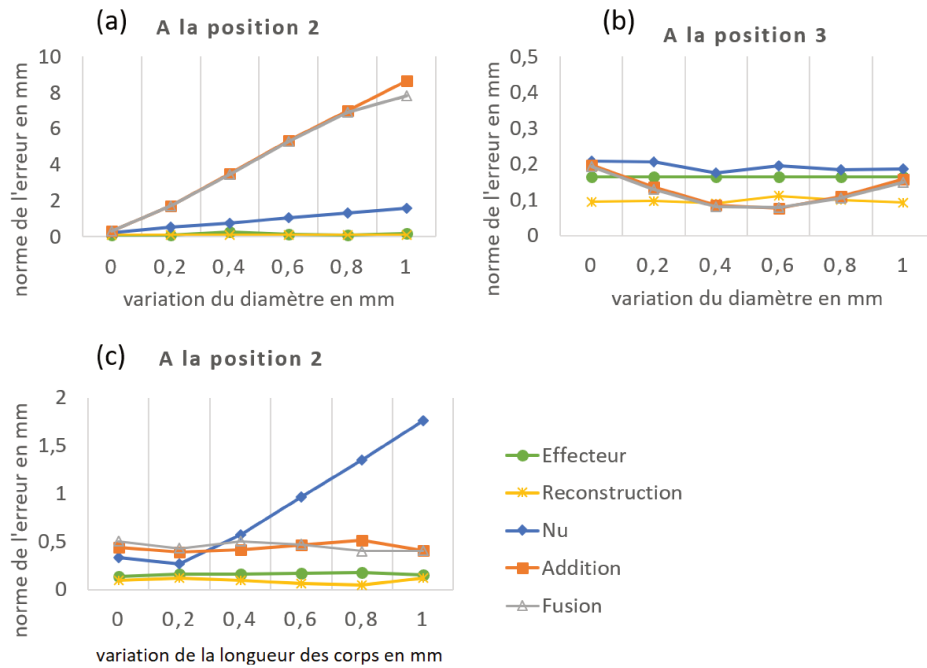 (a) A la position 2
norme de l'erreur en mm
10
8
6
4
2
0
0 0,2 0,4 0,6 0,8 1
variation du diamètre en mm
(b) A la position 3
norme de l'erreur en mm
0,5
0,4
0,3
0,2
0,1
0
0 0,2 0,4 0,6 0,8 1
variation du diamètre en mm
(c) A la position 2
norme de l'erreur en mm
2
1,5
1
0,5
0
0 0,2 0,4 0,6 0,8 1
variation de la longueur des corps en mm
Effecteur
Reconstruction
Nu
Addition
Fusion